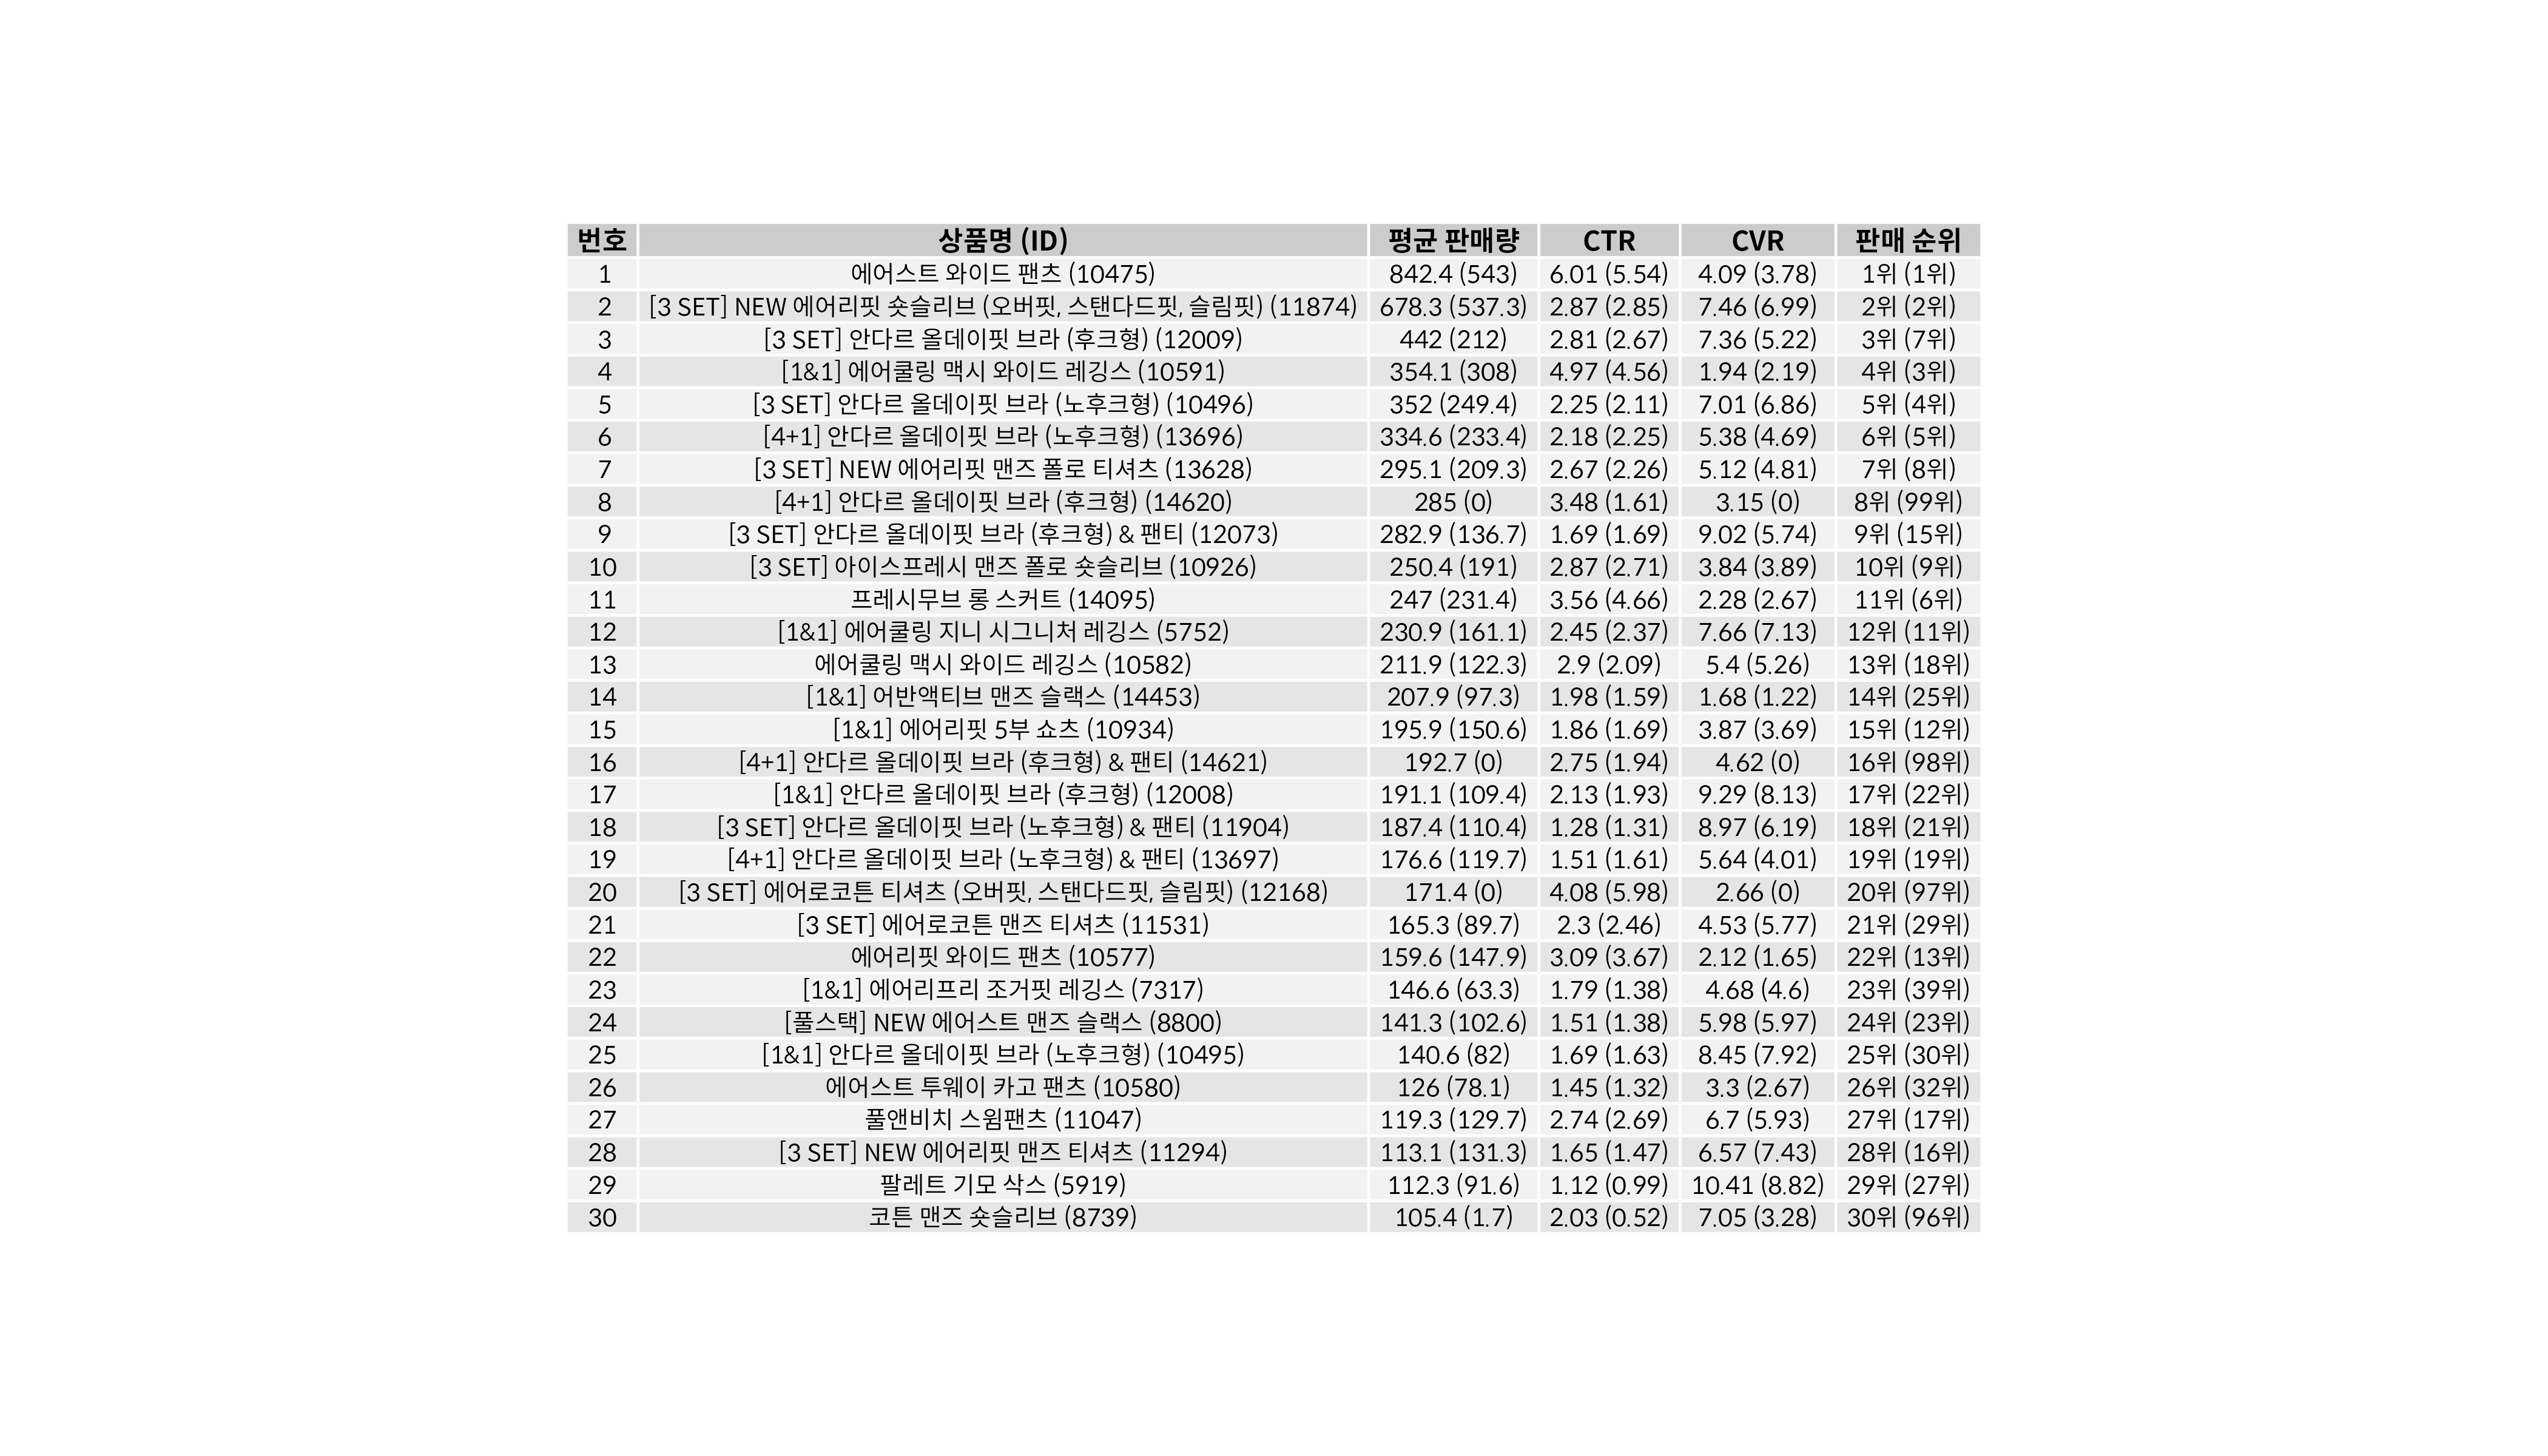 번호 상품명 (ID) 평균 판매량 CTR CVR 판매 순위
1 에어스트 와이드 팬츠 (10475) 842.4 (543) 6.01 (5.54) 4.09 (3.78) 1위 (1위)
2 [3 SET] NEW 에어리핏 숏슬리브 (오버핏, 스탠다드핏, 슬림핏) (11874) 678.3 (537.3) 2.87 (2.85) 7.46 (6.99) 2위 (2위)
3 [3 SET] 안다르 올데이핏 브라 (후크형) (12009) 442 (212) 2.81 (2.67) 7.36 (5.22) 3위 (7위)
4 [1&1] 에어쿨링 맥시 와이드 레깅스 (10591) 354.1 (308) 4.97 (4.56) 1.94 (2.19) 4위 (3위)
5 [3 SET] 안다르 올데이핏 브라 (노후크형) (10496) 352 (249.4) 2.25 (2.11) 7.01 (6.86) 5위 (4위)
6 [4+1] 안다르 올데이핏 브라 (노후크형) (13696) 334.6 (233.4) 2.18 (2.25) 5.38 (4.69) 6위 (5위)
7 [3 SET] NEW 에어리핏 맨즈 폴로 티셔츠 (13628) 295.1 (209.3) 2.67 (2.26) 5.12 (4.81) 7위 (8위)
8 [4+1] 안다르 올데이핏 브라 (후크형) (14620) 285 (0) 3.48 (1.61) 3.15 (0) 8위 (99위)
9 [3 SET] 안다르 올데이핏 브라 (후크형) & 팬티 (12073) 282.9 (136.7) 1.69 (1.69) 9.02 (5.74) 9위 (15위)
10 [3 SET] 아이스프레시 맨즈 폴로 숏슬리브 (10926) 250.4 (191) 2.87 (2.71) 3.84 (3.89) 10위 (9위)
11 프레시무브 롱 스커트 (14095) 247 (231.4) 3.56 (4.66) 2.28 (2.67) 11위 (6위)
12 [1&1] 에어쿨링 지니 시그니처 레깅스 (5752) 230.9 (161.1) 2.45 (2.37) 7.66 (7.13) 12위 (11위)
13 에어쿨링 맥시 와이드 레깅스 (10582) 211.9 (122.3) 2.9 (2.09) 5.4 (5.26) 13위 (18위)
14 [1&1] 어반액티브 맨즈 슬랙스 (14453) 207.9 (97.3) 1.98 (1.59) 1.68 (1.22) 14위 (25위)
15 [1&1] 에어리핏 5부 쇼츠 (10934) 195.9 (150.6) 1.86 (1.69) 3.87 (3.69) 15위 (12위)
16 [4+1] 안다르 올데이핏 브라 (후크형) & 팬티 (14621) 192.7 (0) 2.75 (1.94) 4.62 (0) 16위 (98위)
17 [1&1] 안다르 올데이핏 브라 (후크형) (12008) 191.1 (109.4) 2.13 (1.93) 9.29 (8.13) 17위 (22위)
18 [3 SET] 안다르 올데이핏 브라 (노후크형) & 팬티 (11904) 187.4 (110.4) 1.28 (1.31) 8.97 (6.19) 18위 (21위)
19 [4+1] 안다르 올데이핏 브라 (노후크형) & 팬티 (13697) 176.6 (119.7) 1.51 (1.61) 5.64 (4.01) 19위 (19위)
20 [3 SET] 에어로코튼 티셔츠 (오버핏, 스탠다드핏, 슬림핏) (12168) 171.4 (0) 4.08 (5.98) 2.66 (0) 20위 (97위)
21 [3 SET] 에어로코튼 맨즈 티셔츠 (11531) 165.3 (89.7) 2.3 (2.46) 4.53 (5.77) 21위 (29위)
22 에어리핏 와이드 팬츠 (10577) 159.6 (147.9) 3.09 (3.67) 2.12 (1.65) 22위 (13위)
23 [1&1] 에어리프리 조거핏 레깅스 (7317) 146.6 (63.3) 1.79 (1.38) 4.68 (4.6) 23위 (39위)
24 [풀스택] NEW 에어스트 맨즈 슬랙스 (8800) 141.3 (102.6) 1.51 (1.38) 5.98 (5.97) 24위 (23위)
25 [1&1] 안다르 올데이핏 브라 (노후크형) (10495) 140.6 (82) 1.69 (1.63) 8.45 (7.92) 25위 (30위)
26 에어스트 투웨이 카고 팬츠 (10580) 126 (78.1) 1.45 (1.32) 3.3 (2.67) 26위 (32위)
27 풀앤비치 스윔팬츠 (11047) 119.3 (129.7) 2.74 (2.69) 6.7 (5.93) 27위 (17위)
28 [3 SET] NEW 에어리핏 맨즈 티셔츠 (11294) 113.1 (131.3) 1.65 (1.47) 6.57 (7.43) 28위 (16위)
29 팔레트 기모 삭스 (5919) 112.3 (91.6) 1.12 (0.99) 10.41 (8.82) 29위 (27위)
30 코튼 맨즈 숏슬리브 (8739) 105.4 (1.7) 2.03 (0.52) 7.05 (3.28) 30위 (96위)